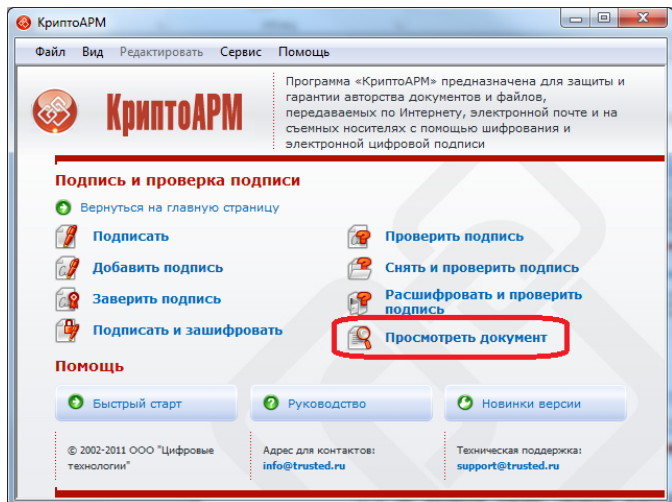 КриптоАРМ
Файл Вид Редактировать Сервис Помощь
КриптоАРМ
Программа «КриптоАРМ» предназначена для защиты и
гарантии авторства документов и файлов,
передаваемых по Интернету, электронной почте и на
съемных носителях с помощью шифрования и
электронной цифровой подписи
Подпись и проверка подписи
Вернуться на главную страницу
Подписать
Добавить подпись
Заверить подпись
Подписать и зашифровать
Проверить подпись
Снять и проверить подпись
Расшифровать и проверить
подпись
Просмотреть документ
Помощь
Быстрый старт
Руководство
Новинки версии
© 2002-2011 ООО "Цифровые
технологии"
Адрес для контактов:
info@trusted.ru
Техническая поддержка:
support@trusted.ru